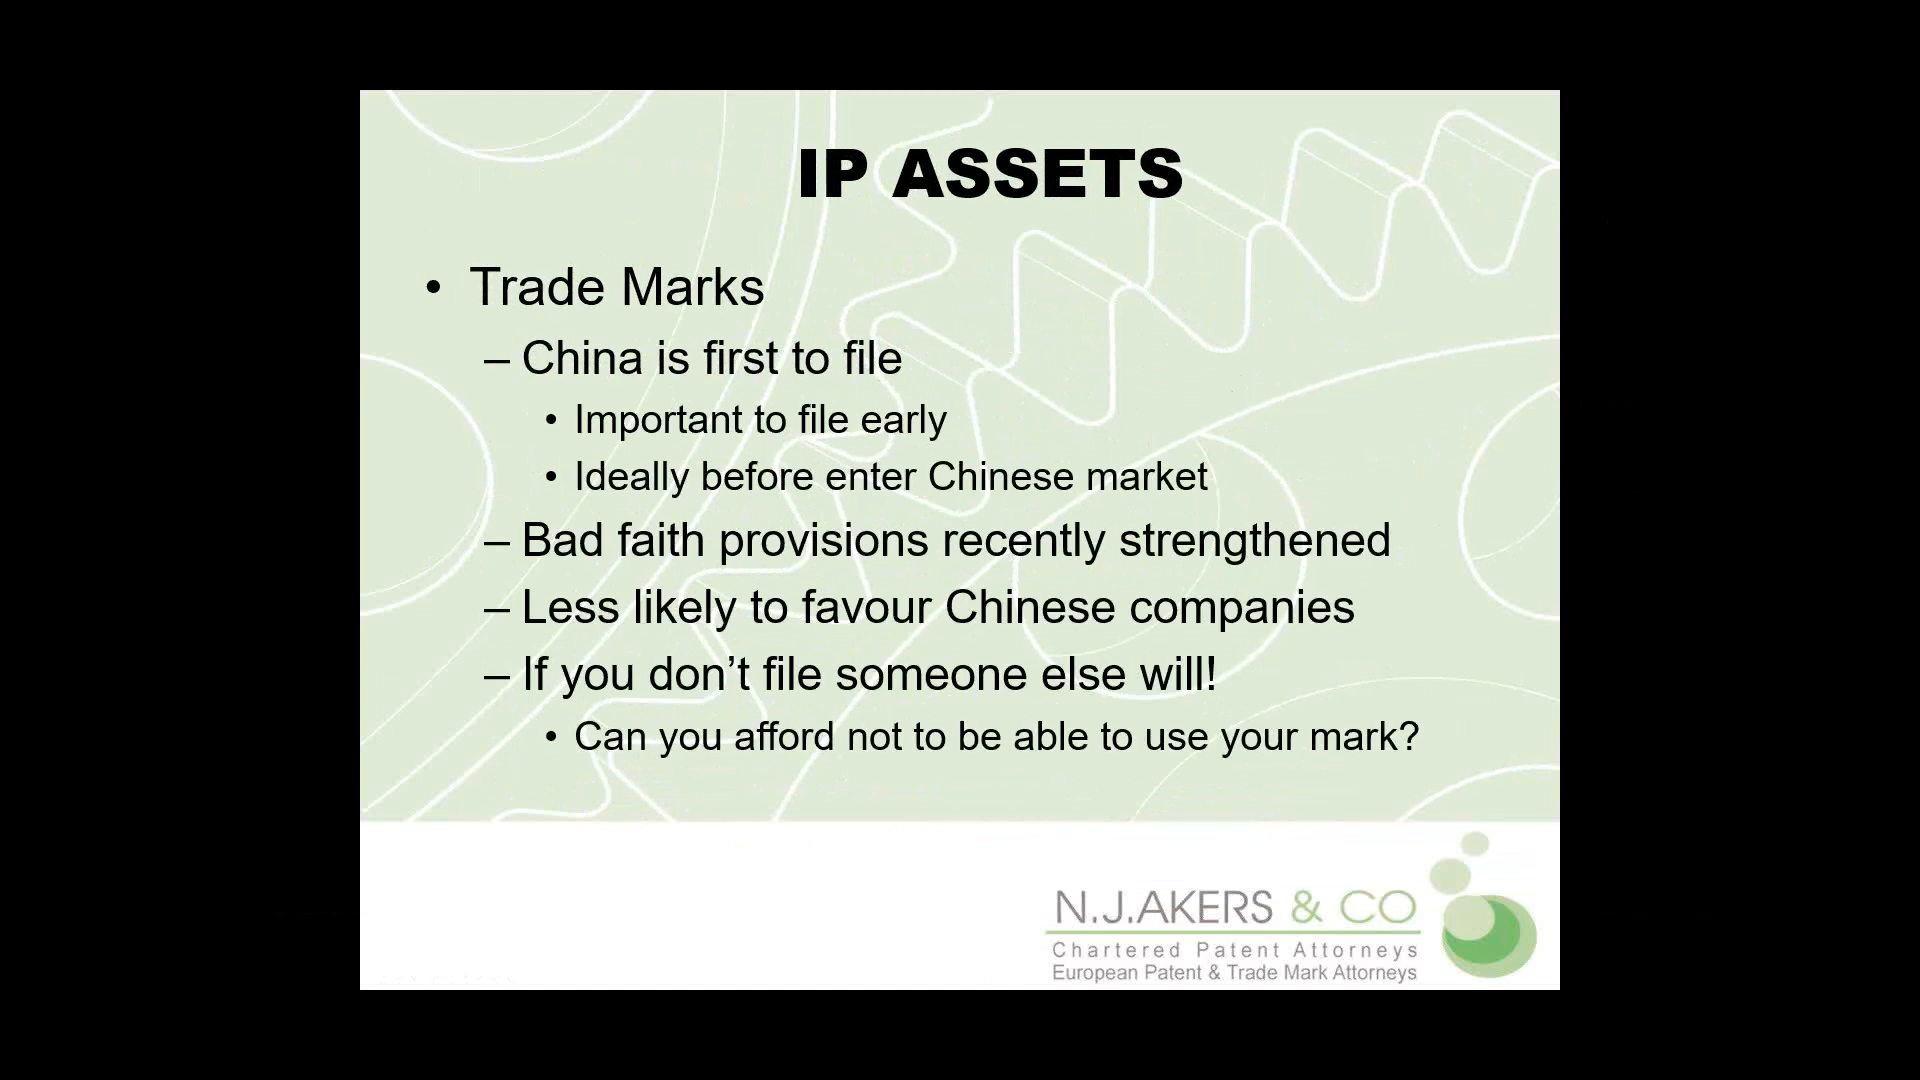 IP ASSETS
• Trade Marks
– China is first to file
• Important to file early
• Ideally before enter Chinese market
– Bad faith provisions recently strengthened
– Less likely to favour Chinese companies
– If you don’t file someone else will!
• Can you afford not to be able to use your mark?
N.J.AKERS & CO
Chartered Patent Attorneys
European Patent & Trade Mark Attorneys